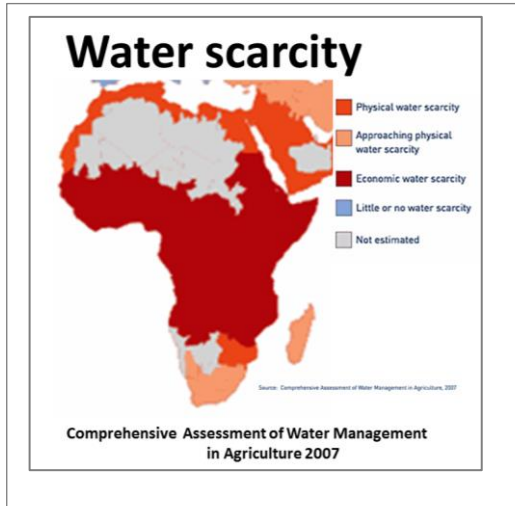 Water scarcity
Physical water scarcity
Approaching physical
water scarcity
Economic water scarcity
Little or no water scarcity
Not estimated
Source: Comprehensive Assessment of Water Management in Agriculture, 2007
Comprehensive Assessment of Water Management
in Agriculture 2007